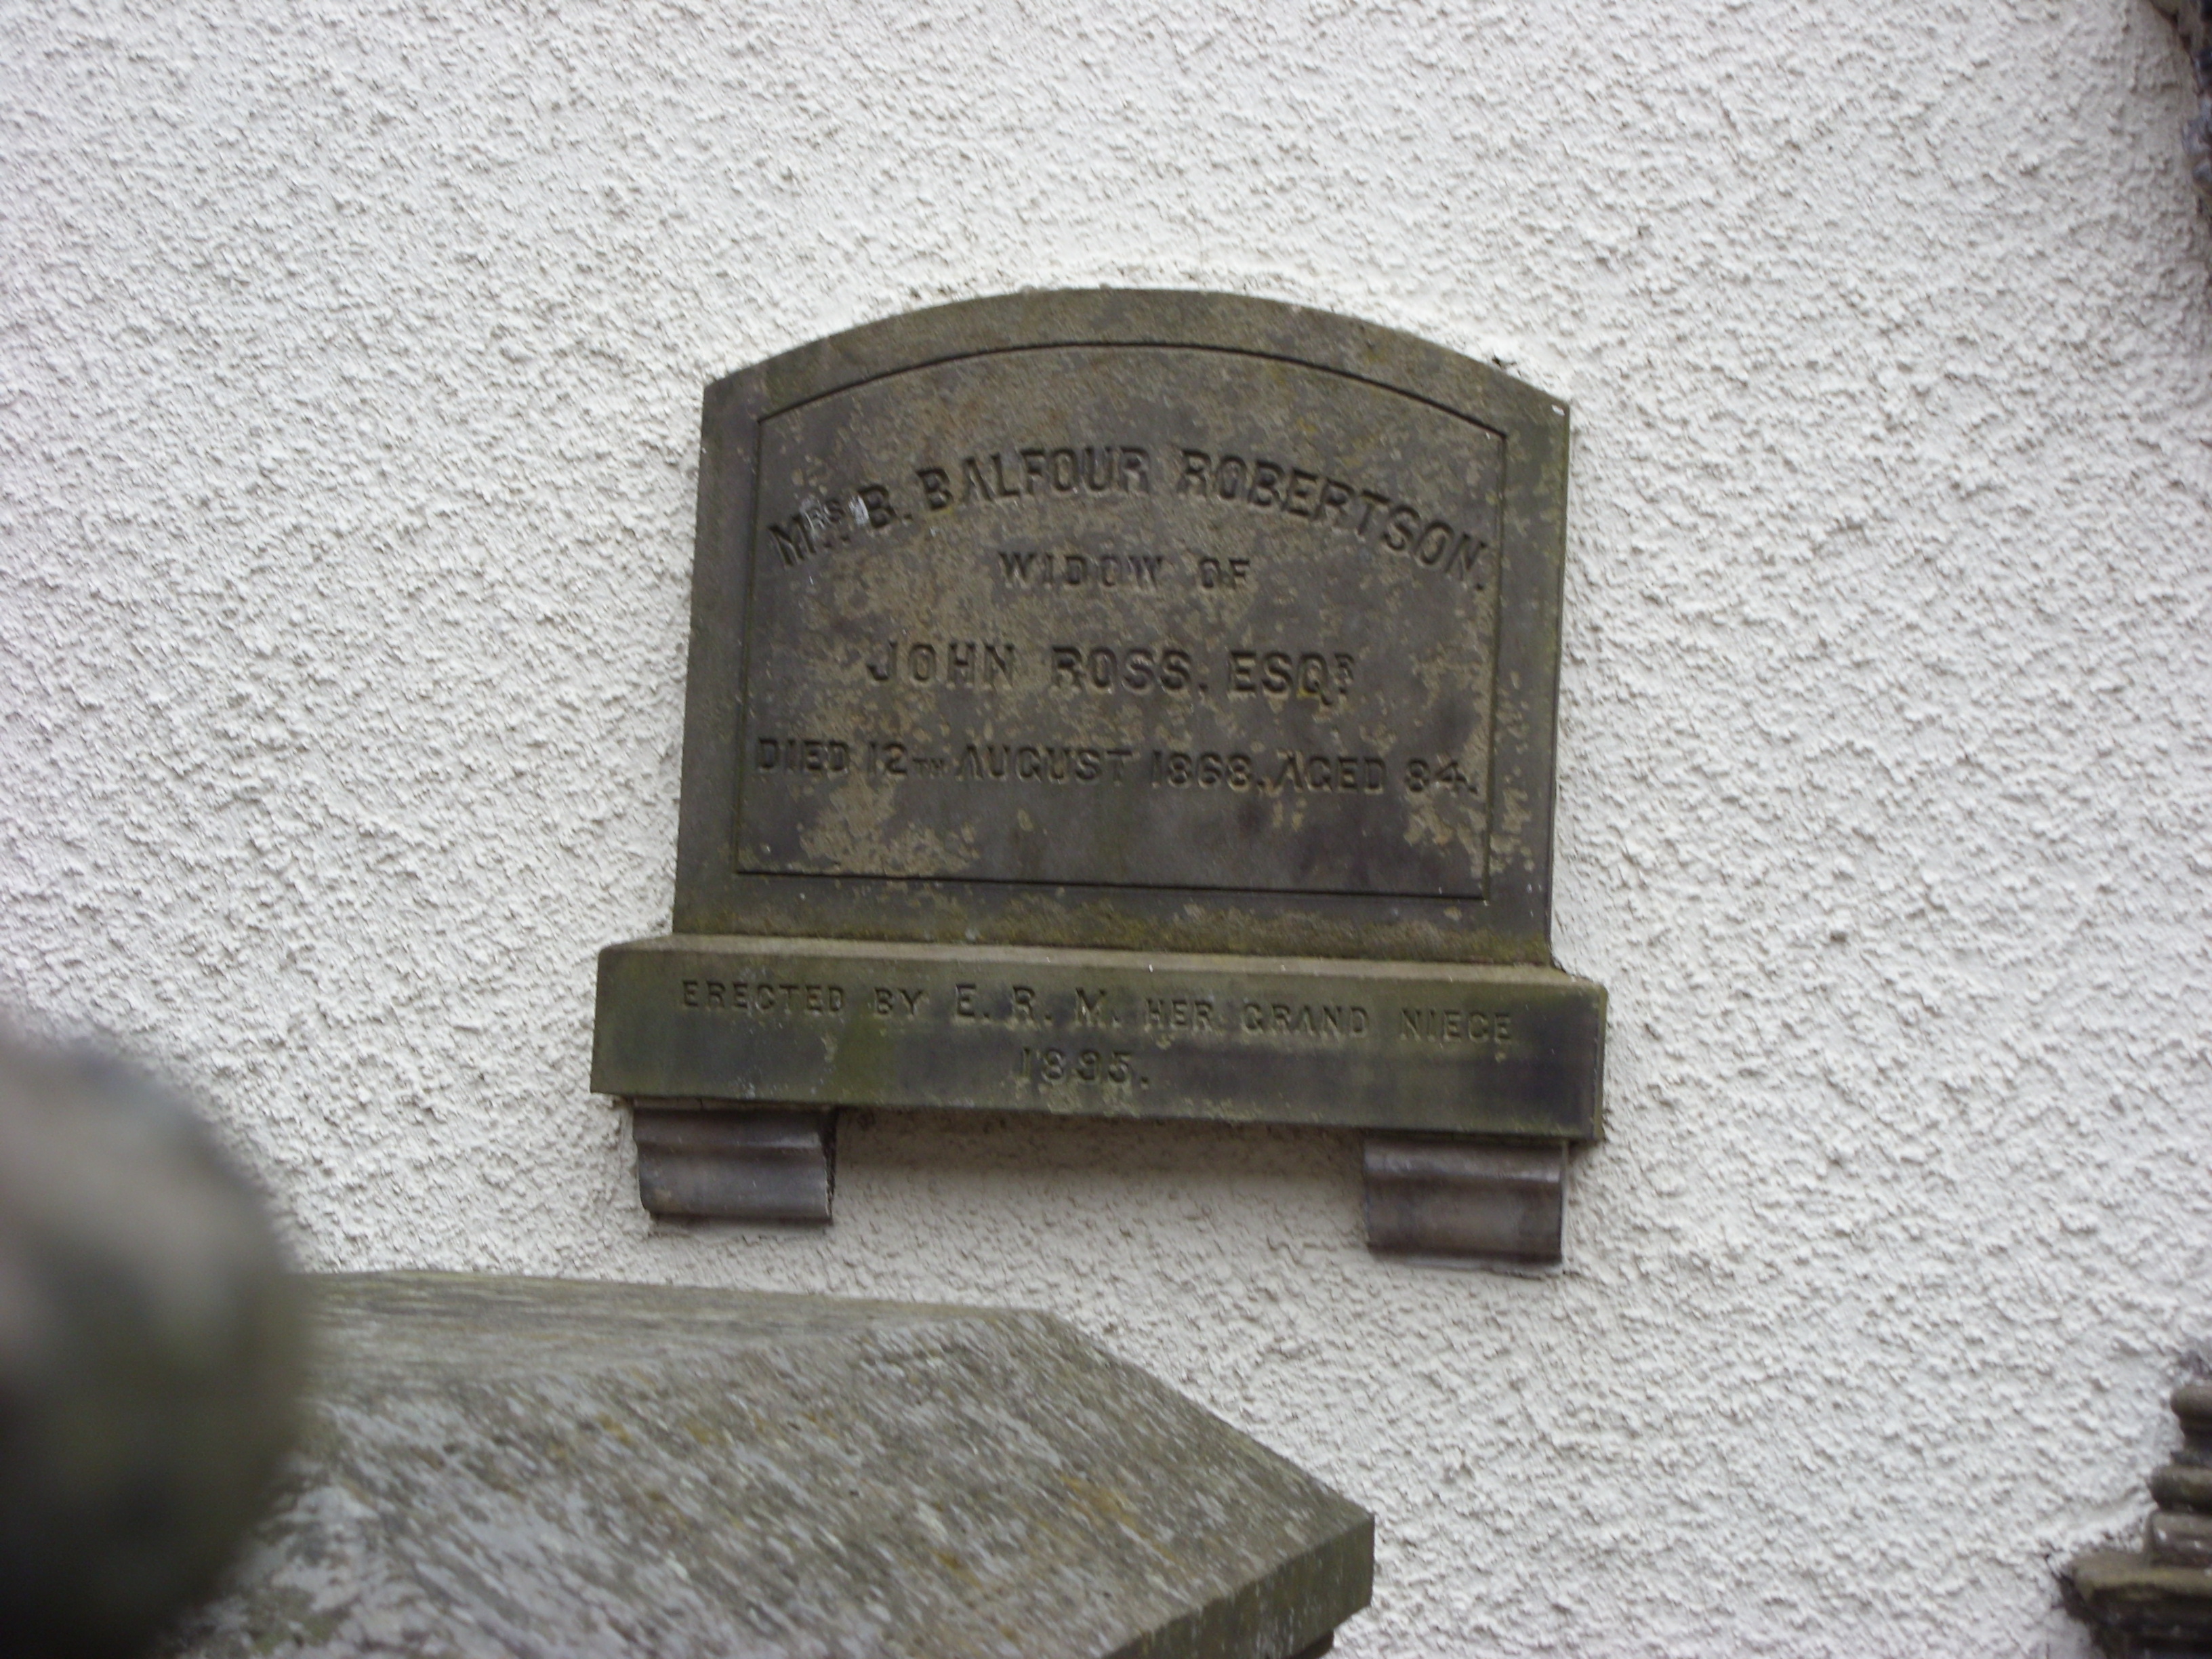 MRS. B. BALFOUR ROBERTSON.
WIDOW OF
JOHN ROSS, ESQR.
DIED 12TH AUGUST 1868, AGED 84.
ERECTED BY E. R. M. HER GRAND NIECE
1885.